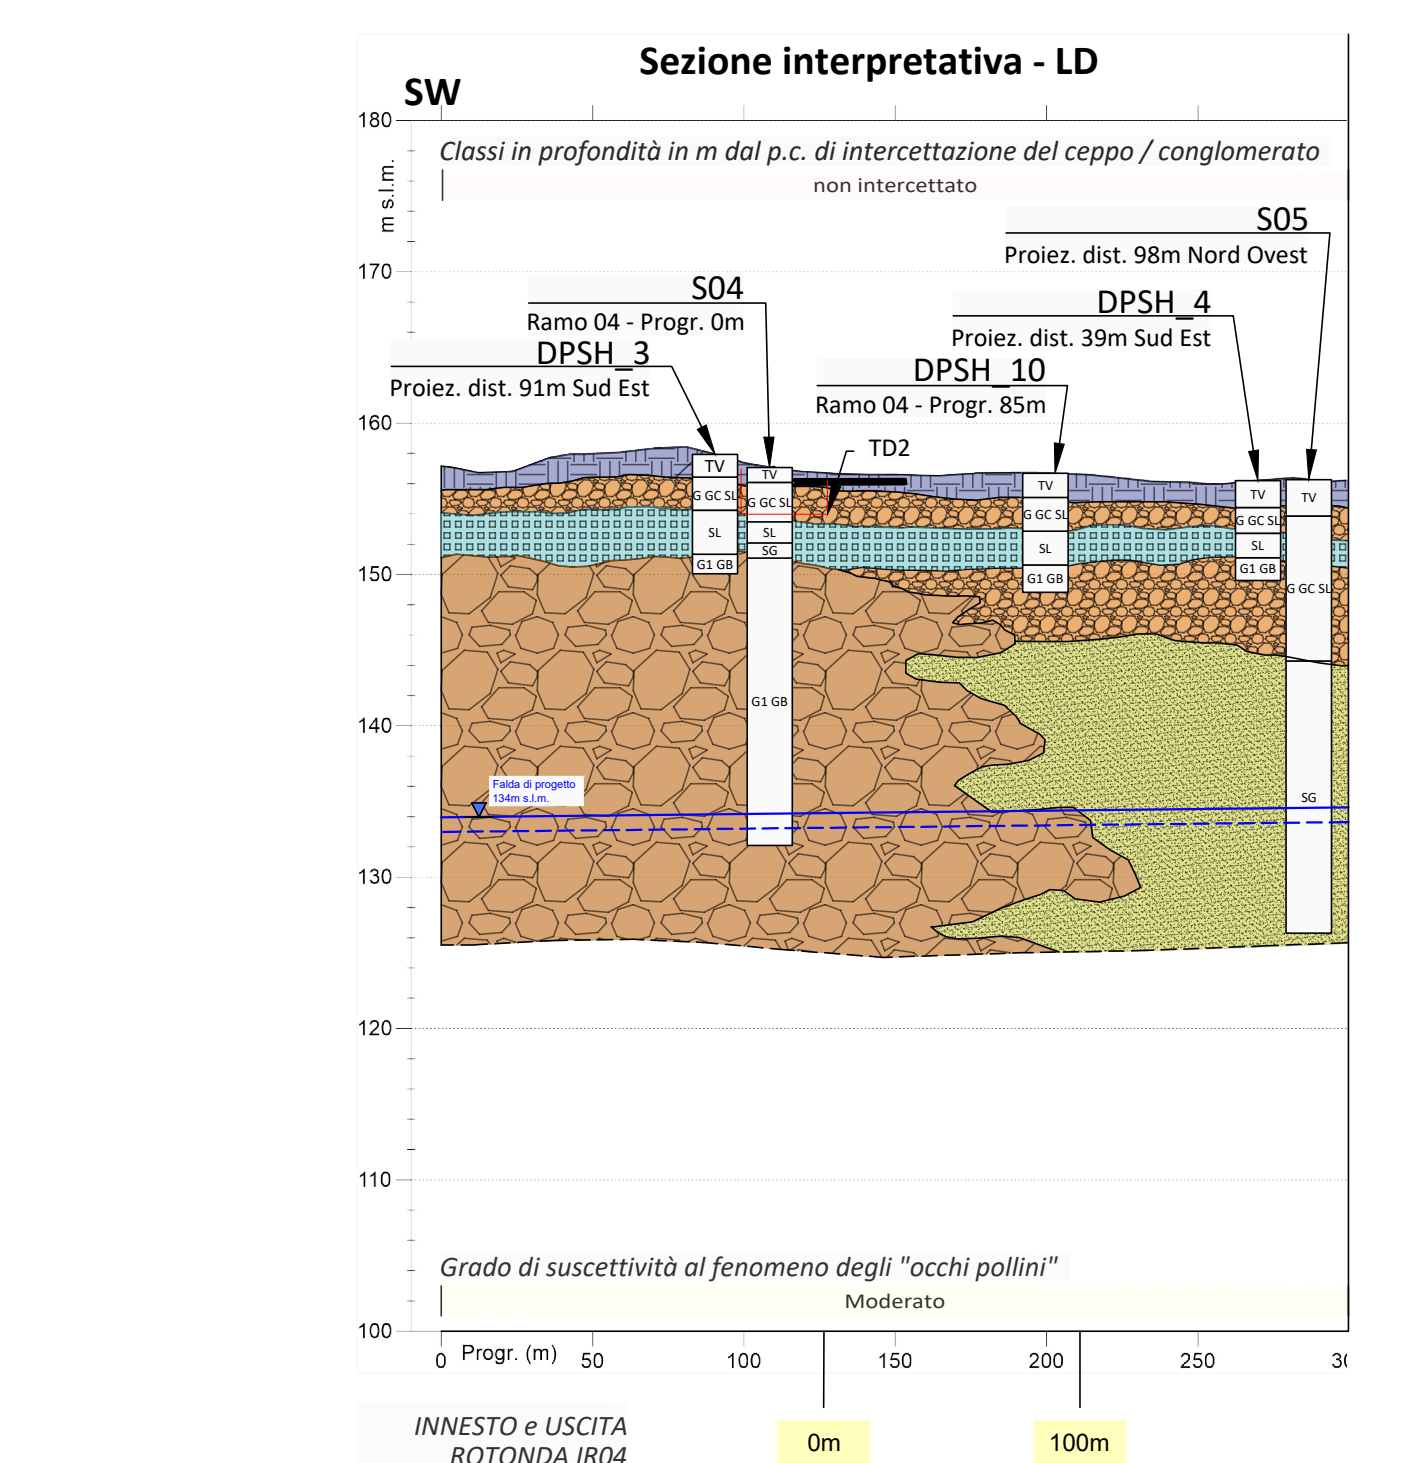 Sezione interpretativa - LD
SW
180
m s.l.m.
Classi in profondità in m dal p.c. di intercettazione del ceppo / conglomerato
non intercettato
S05
Proiez. dist. 98m Nord Ovest
170
S04
Ramo 04 - Progr. 0m
DPSH_4
Proiez. dist. 39m Sud Est
DPSH_3
Proiez. dist. 91m Sud Est
DPSH_10
Ramo 04 - Progr. 85m
160
TD2
TV
G GC SL
SL
G1 GB
TV
G GC SL
SL
SG
G1 GB
TV
G GC SL
SL
G1 GB
TV
G GC SL
SL
G1 GB
TV
G GC SL
SG
150
140
Falda di progetto
134m s.l.m.
130
120
110
Grado di suscettività al fenomeno degli "occhi pollini"
Moderato
100
0 Progr. (m) 50 100 150 200 250
INNESTO e USCITA
ROTONDA IR04
0m 100m